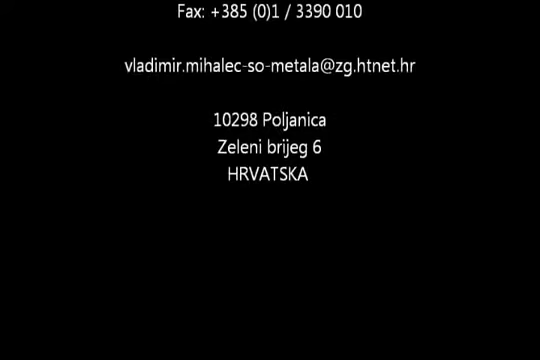 Fax: +385 (0)1 / 3390 010
vladimir.mihalec-so-metala@zg.htnet.hr
10298 Poljanica
Zeleni brijeg 6
HRVATSKA